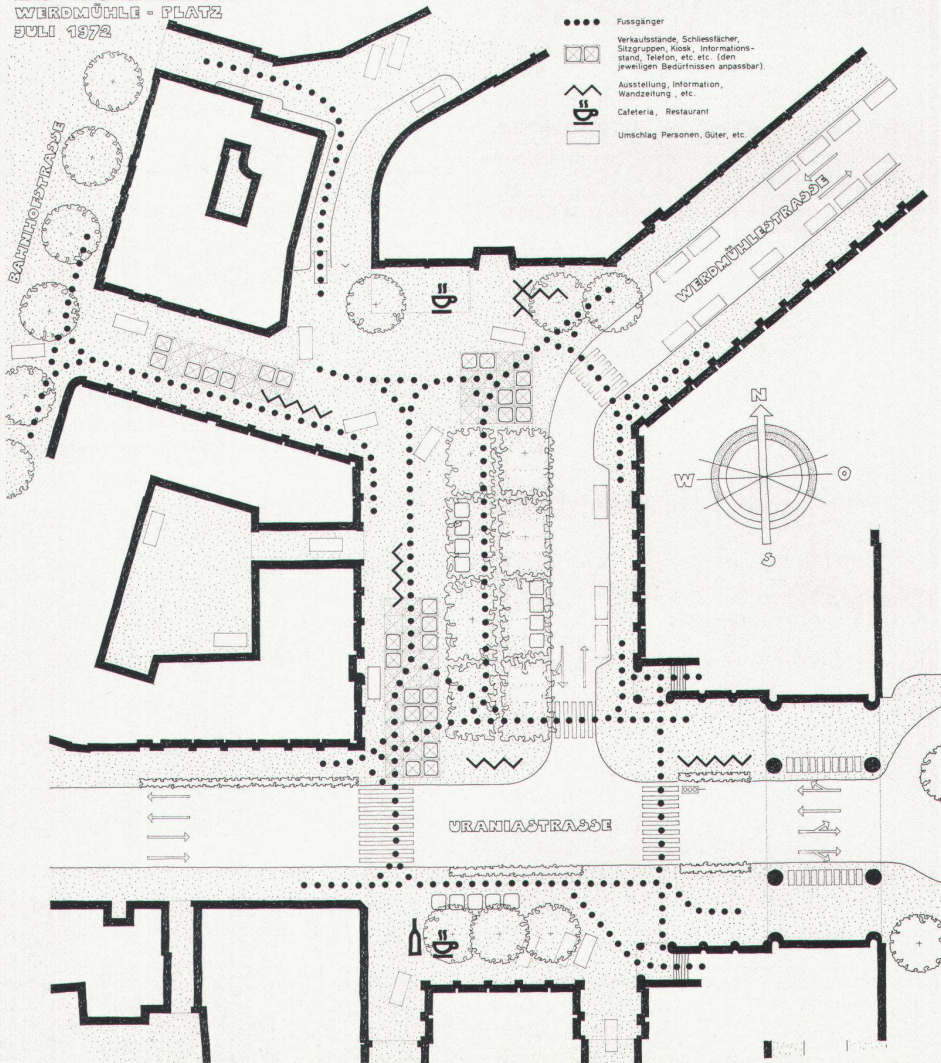 WERDMÜHLE - PLATZ
JULI 1972
Fussgänger
Verkaufsstände, Schliessfächer,
Sitzgruppen, Kiosk, Informations-
stand, Telefon, etc. etc. (den
jeweiligen Bedürfnissen anpassbar).
Ausstellung, Information,
Wandzeitung, etc.
Cafeteria, Restaurant
Umschlag Personen, Güter, etc.
BAHNHOFSTRASSE
WERDMÜHLESTRASSE
N
W
O
S
URANIASTRASSE